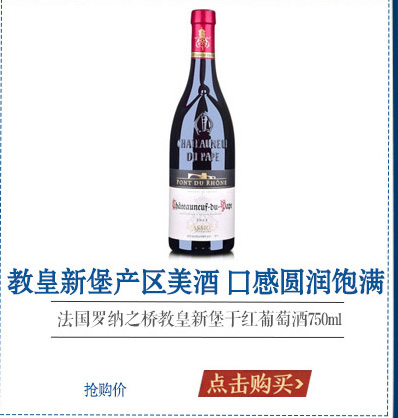 CHATEAUNEUF
DU PAPE
PONT DU RHÔNE
Châteauneuf-du-Pape
教皇新堡产区美酒 口感圆润饱满
法国罗纳之桥教皇新堡干红葡萄酒750ml
抢购价
点击购买>